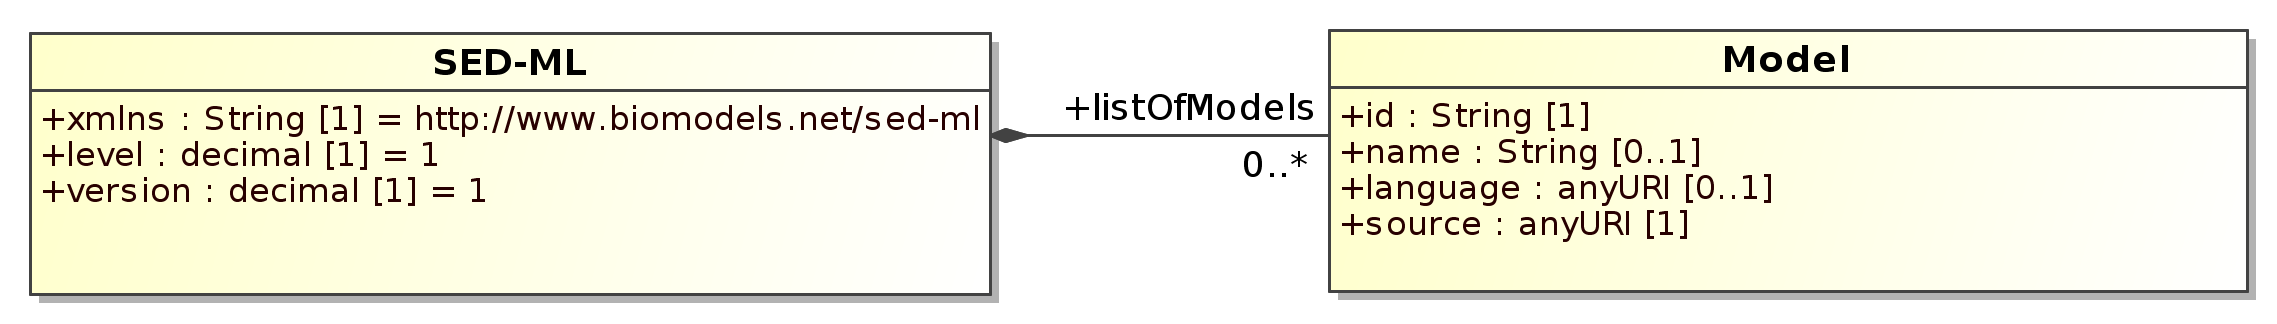 SED-ML
+xmlns : String [1] = http://www.biomodels.net/sed-ml
+level : decimal [1] = 1
+version : decimal [1] = 1
+listOfModels
0..*
Model
+id : String [1]
+name : String [0..1]
+language : anyURI [0..1]
+source : anyURI [1]